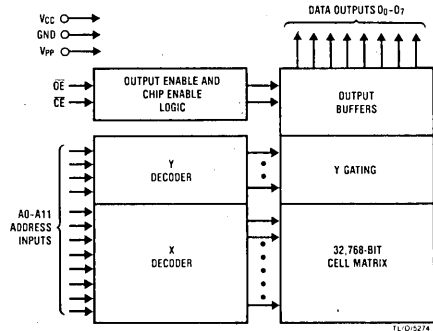 VCC
GND
VPP
DATA OUTPUTS O0-O7
OE
CE
OUTPUT ENABLE AND
CHIP ENABLE
LOGIC
OUTPUT
BUFFERS
Y
DECODER
Y GATING
A0-A11
ADDRESS
INPUTS
X
DECODER
32,768-BIT
CELL MATRIX
TL/D/5274